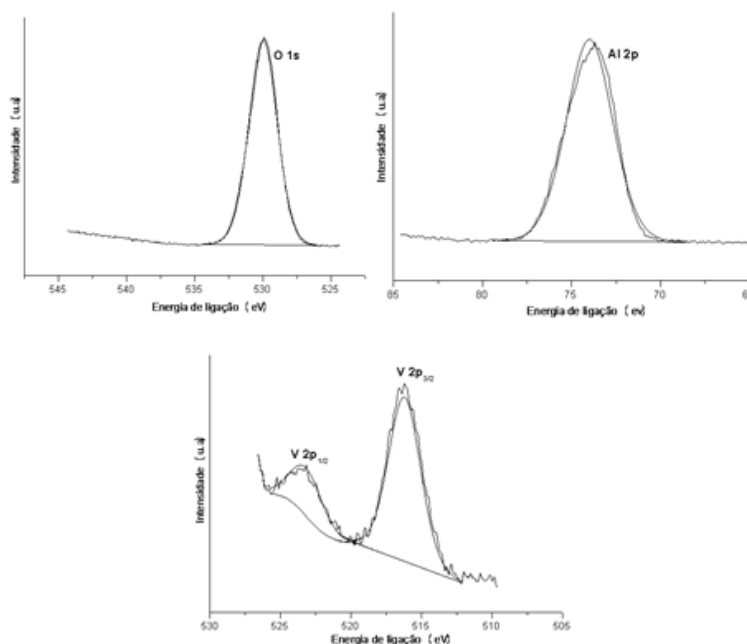 O 1s
Intensidade (u.a)
545 540 535 530 525
Energia de ligação (eV)
Al 2p
Intensidade (u.a)
85 80 75 70 6
Energia de ligação (ev)
V 2p3/2
V 2p1/2
Intensidade (u.a)
530 525 520 515 510 505
Energia de ligação (eV)